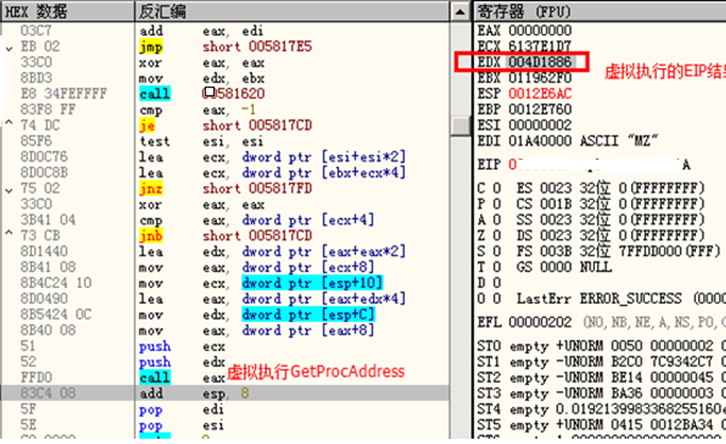 HEX 数据 反汇编 寄存器 (FPU)
03C7 add eax, edi
EB 02 jmp short 005817E5
33C0 xor eax, eax
8BD3 mov edx, ebx
E8 34FEFFFF call 581620
83F8 FF cmp eax, -1
74 DC je short 005817CD
85F6 test esi, esi
8D0C76 lea ecx, dword ptr [esi+esi*2]
8D0C8B lea ecx, dword ptr [ebx+ecx*4]
75 02 jnz short 005817FD
33C0 xor eax, eax
3B41 04 cmp eax, dword ptr [ecx+4]
73 CB jnb short 005817CD
8D1440 lea edx, dword ptr [eax+eax*2]
8B41 08 mov eax, dword ptr [ecx+8]
8B4C24 10 mov ecx, dword ptr [esp+10]
8D0490 lea eax, dword ptr [eax+edx*4]
8B5424 0C mov edx, dword ptr [esp+C]
8B40 08 mov eax, dword ptr [eax+8]
51 push ecx
52 push edx
虚拟执行GetProcAddress
FFD0 call eax
83C4 08 add esp, 8
5F pop edi
5E pop esi
EAX 00000000
ECX 6137E1D7
EDX 004D1886
虚拟执行的EIP结
EBX 011962F0
ESP 0012E6AC
EBP 0012E760
ESI 00000002
EDI 01A40000 ASCII "MZ"
EIP 0 A
C 0 ES 0023 32位 0(FFFFFFFF)
P 0 CS 001B 32位 0(FFFFFFFF)
A 0 SS 0023 32位 0(FFFFFFFF)
Z 0 DS 0023 32位 0(FFFFFFFF)
S 0 FS 003B 32位 7FFDD000(FFF)
T 0 GS 0000 NULL
D 0
O 0 LastErr ERROR_SUCCESS (0000
EFL 00000202 (NO,NB,NE,A,NS,PO,G
ST0 empty +UNORM 0050 00000002 0
ST1 empty -UNORM B2C0 7C9342C7 0
ST2 empty -UNORM BE14 00000045 0
ST3 empty -UNORM BA36 00000003 0
ST4 empty 0.0192139983368255160
ST5 empty +UNORM 0415 0012BA34 0